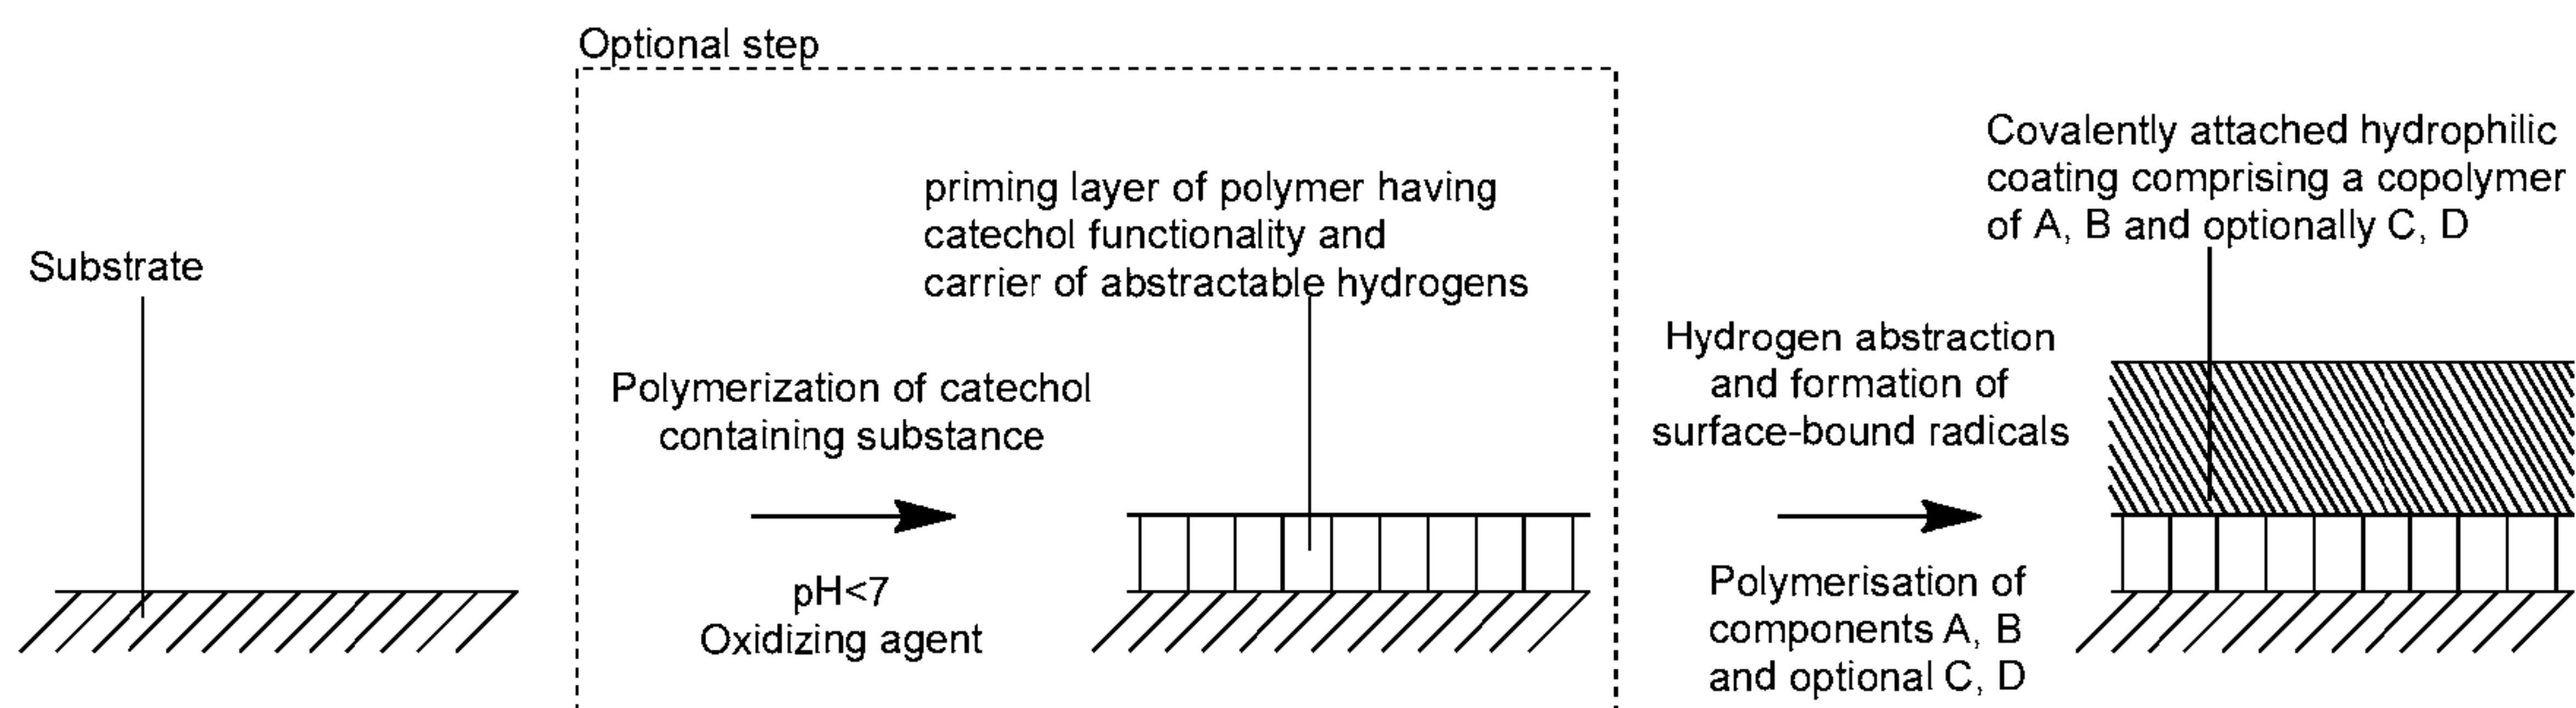 Optional step
Substrate
Polymerization of catechol
containing substance
pH<7
Oxidizing agent
priming layer of polymer having
catechol functionality and
carrier of abstractable hydrogens
Hydrogen abstraction
and formation of
surface-bound radicals
Polymerisation of
components A, B
and optional C, D
Covalently attached hydrophilic
coating comprising a copolymer
of A, B and optionally C, D